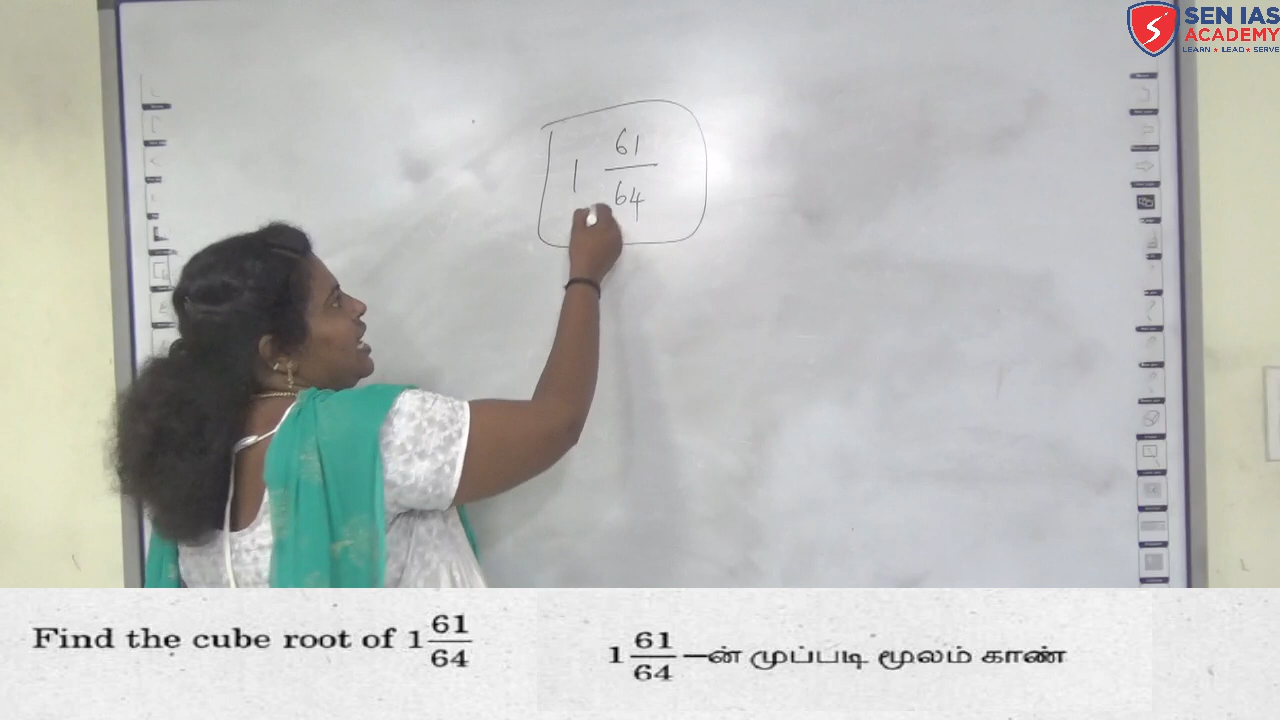 SEN IAS
ACADEMY
LEARN ★ LEAD ★ SERVE
1 61/64
Find the cube root of 1 61/64
1 61/64 –ன் முப்படி மூலம் காண்